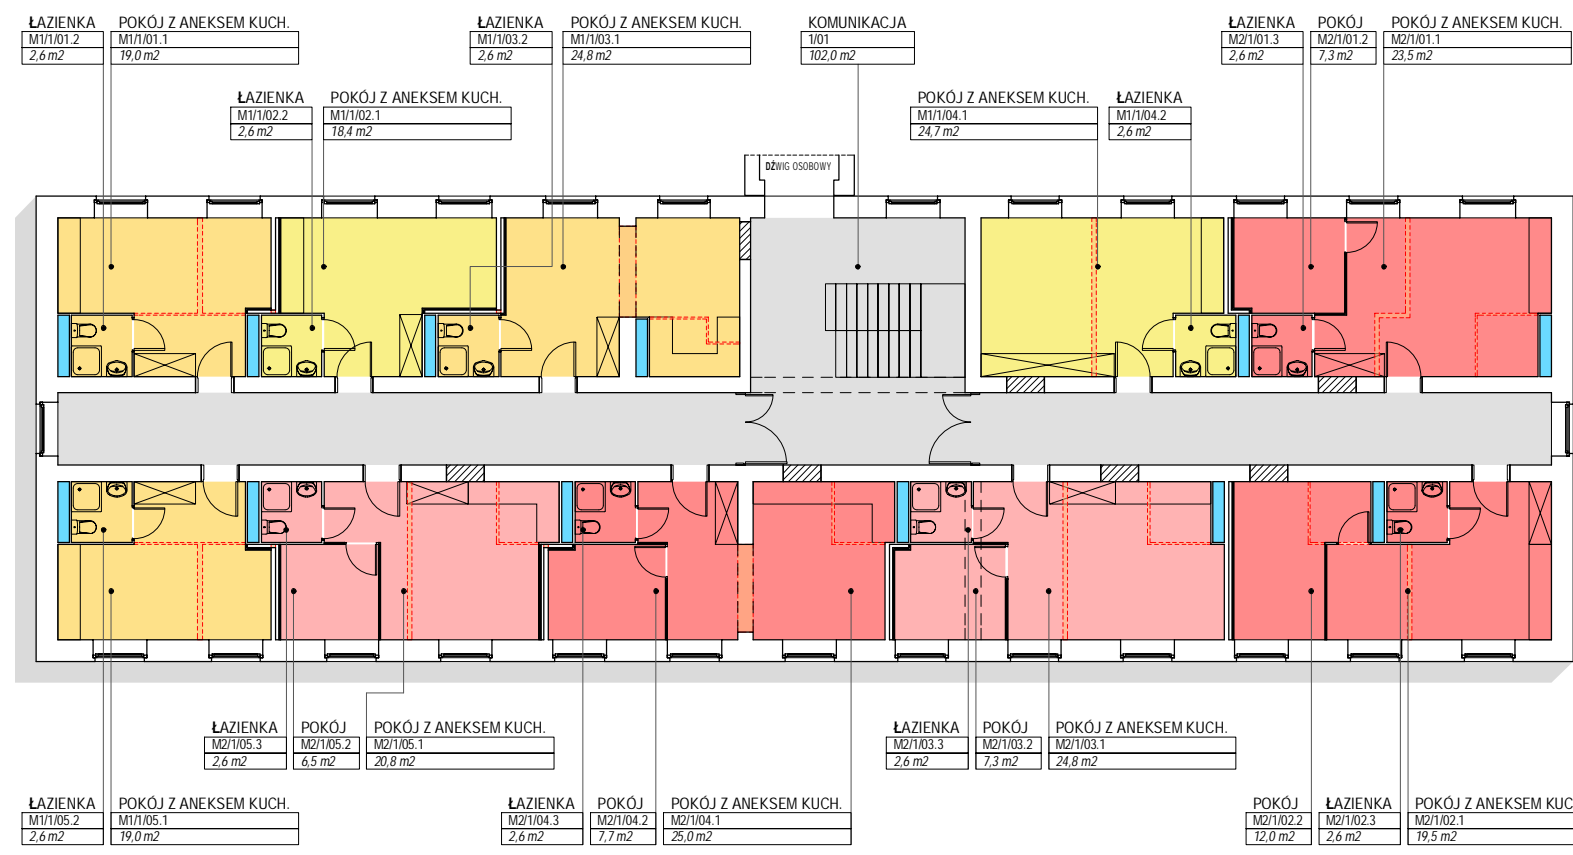 ŁAZIENKA
M1/1/01.2
2,6 m2
POKÓJ Z ANEKSEM KUCH.
M1/1/01.1
19,0 m2
ŁAZIENKA
M1/1/03.2
2,6 m2
POKÓJ Z ANEKSEM KUCH.
M1/1/03.1
24,8 m2
KOMUNIKACJA
1/01
102,0 m2
ŁAZIENKA
M2/1/01.3
2,6 m2
POKÓJ
M2/1/01.2
7,3 m2
POKÓJ Z ANEKSEM KUCH.
M2/1/01.1
23,5 m2
ŁAZIENKA
M1/1/02.2
2,6 m2
POKÓJ Z ANEKSEM KUCH.
M1/1/02.1
18,4 m2
POKÓJ Z ANEKSEM KUCH.
M1/1/04.1
24,7 m2
ŁAZIENKA
M1/1/04.2
2,6 m2
DŹWIG OSOBOWY
ŁAZIENKA
M2/1/05.3
2,6 m2
POKÓJ
M2/1/05.2
6,5 m2
POKÓJ Z ANEKSEM KUCH.
M2/1/05.1
20,8 m2
ŁAZIENKA
M2/1/03.3
2,6 m2
POKÓJ
M2/1/03.2
7,3 m2
POKÓJ Z ANEKSEM KUCH.
M2/1/03.1
24,8 m2
ŁAZIENKA
M1/1/05.2
2,6 m2
POKÓJ Z ANEKSEM KUCH.
M1/1/05.1
19,0 m2
ŁAZIENKA
M2/1/04.3
2,6 m2
POKÓJ
M2/1/04.2
7,7 m2
POKÓJ Z ANEKSEM KUCH.
M2/1/04.1
25,0 m2
POKÓJ
M2/1/02.2
12,0 m2
ŁAZIENKA
M2/1/02.3
2,6 m2
POKÓJ Z ANEKSEM KUC
M2/1/02.1
19,5 m2